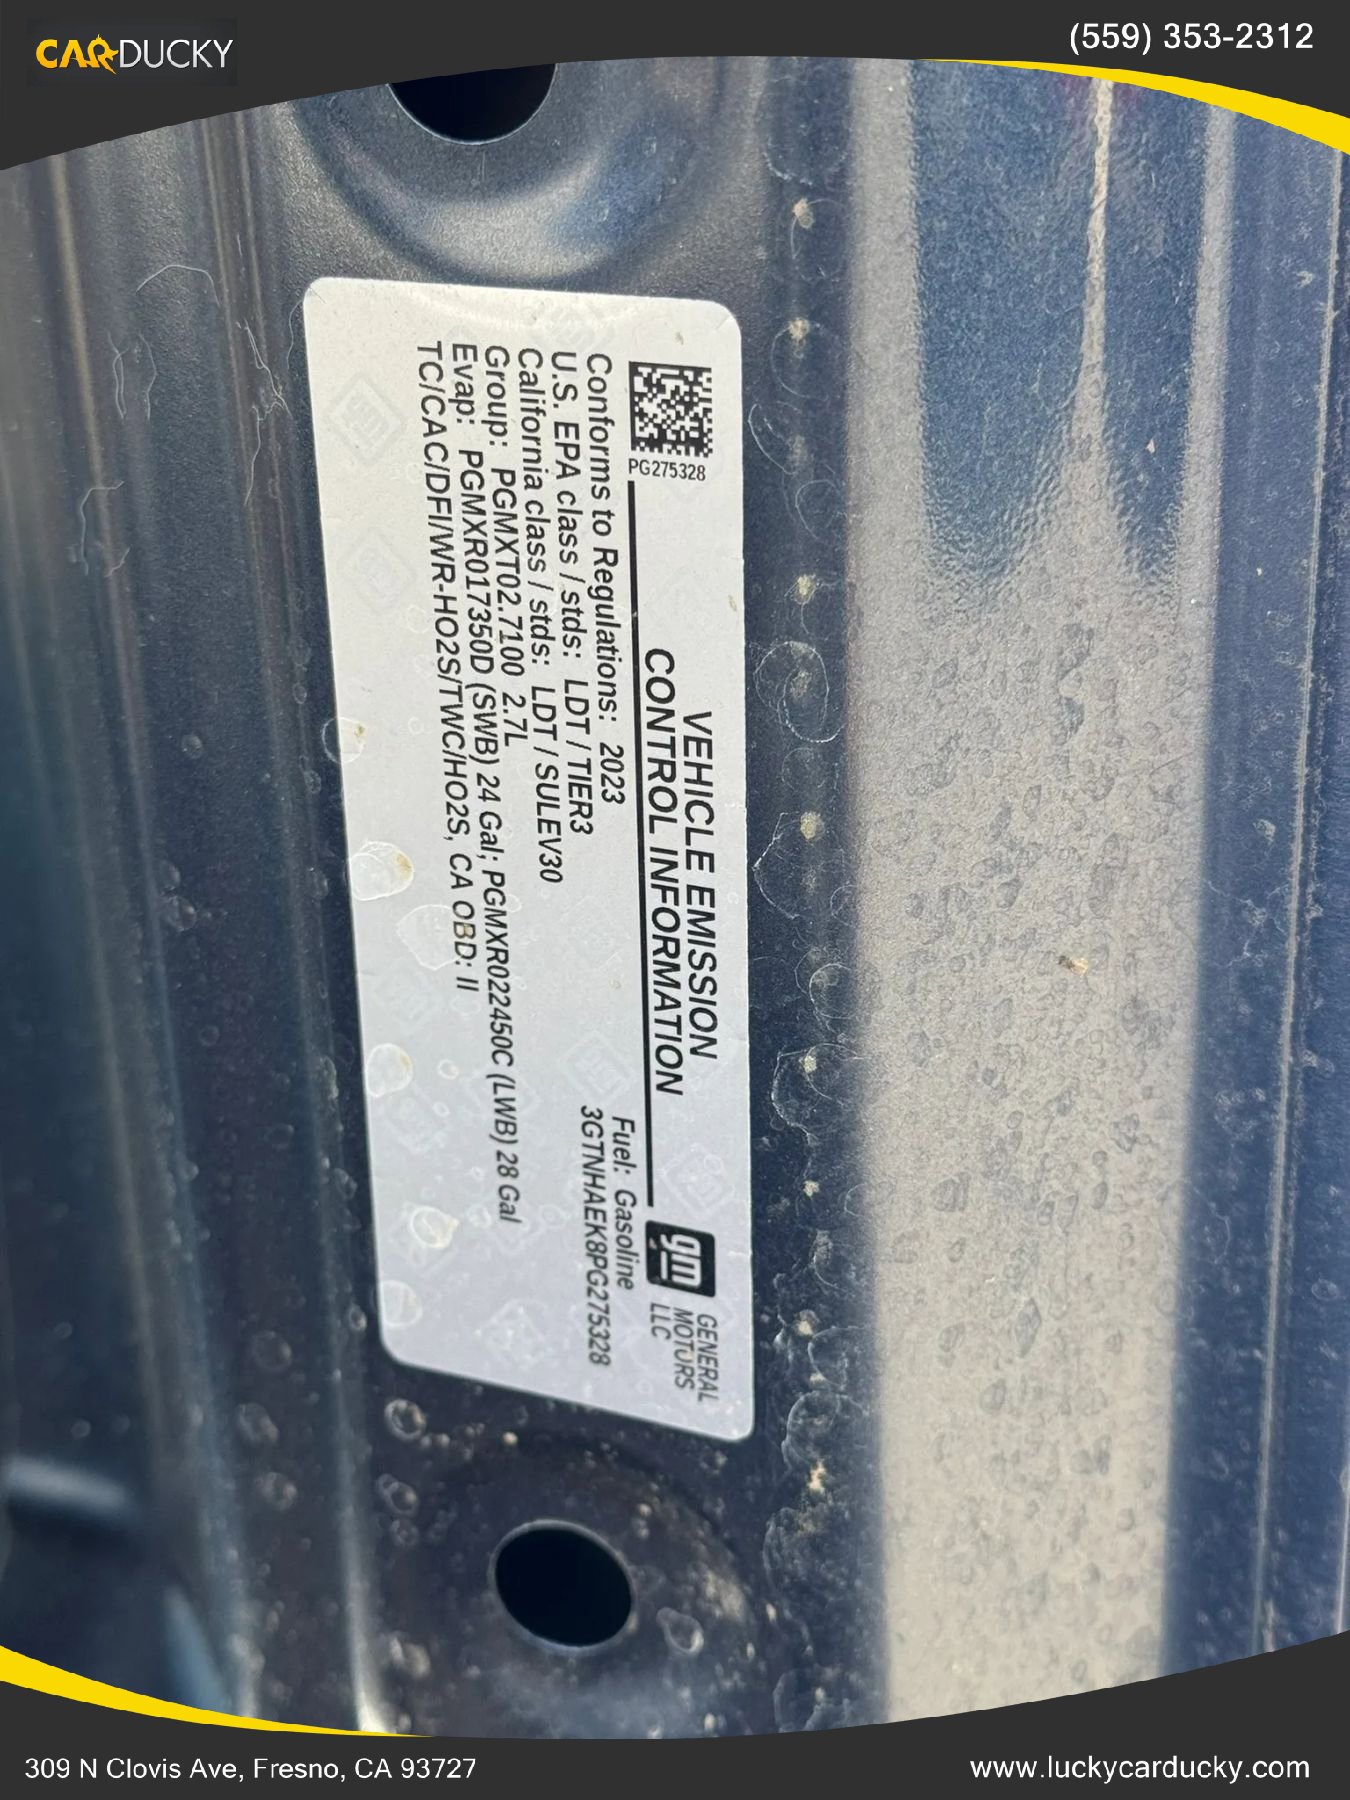 CARDUCKY
(559) 353-2312
PG275328
VEHICLE EMISSION
CONTROL INFORMATION
gm
GENERAL
MOTORS
LLC
Conforms to Regulations: 2023
Fuel: Gasoline
U.S. EPA class / stds: LDT / TIER3
3GTNHAEK8PG275328
California class / stds: LDT / SULEV30
Group: PGMXT02.7100 2.7L
Evap: PGMXR017350D (SWB) 24 Gal; PGMXR022450C (LWB) 28 Gal
TC/CAC/DFI/WR-HO2S/TWC/HO2S, CA OBD: II
309 N Clovis Ave, Fresno, CA 93727
www.luckycarducky.com